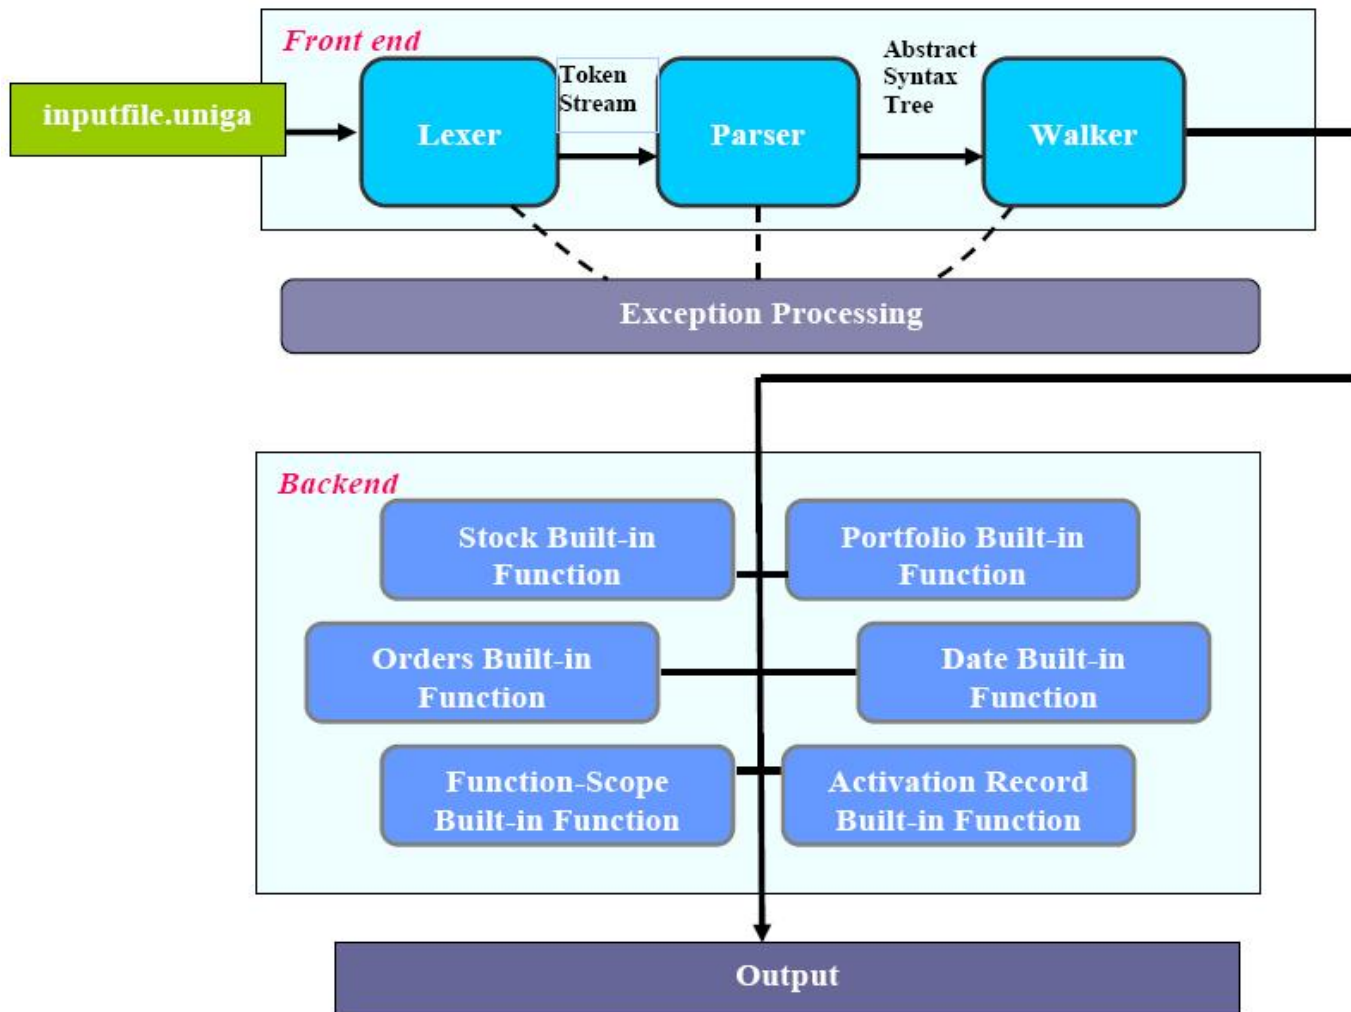 Front end
inputfile.uniga
Lexer
Token
Stream
Parser
Abstract
Syntax
Tree
Walker
Exception Processing
Backend
Stock Built-in
Function
Portfolio Built-in
Function
Orders Built-in
Function
Date Built-in
Function
Function-Scope
Built-in Function
Activation Record
Built-in Function
Output